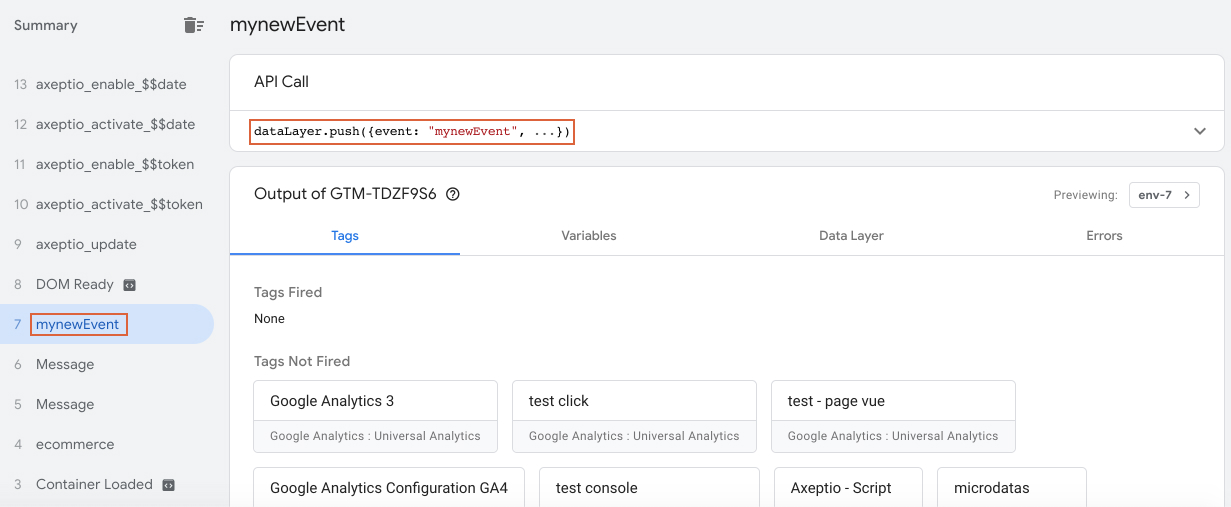 Summary
13 axeptio_enable_$$date
12 axeptio_activate_$$date
11 axeptio_enable_$$token
10 axeptio_activate_$$token
9 axeptio_update
8 DOM Ready
7 mynewEvent
6 Message
5 Message
4 ecommerce
3 Container Loaded
mynewEvent
API Call
dataLayer.push({event: "mynewEvent", ...})
Output of GTM-TDZF9S6
Previewing: env-7
Tags Variables Data Layer Errors
Tags Fired
None
Tags Not Fired
Google Analytics 3
Google Analytics : Universal Analytics
test click
Google Analytics : Universal Analytics
test - page vue
Google Analytics : Universal Analytics
Google Analytics Configuration GA4
test console
Axeptio - Script
microdatas